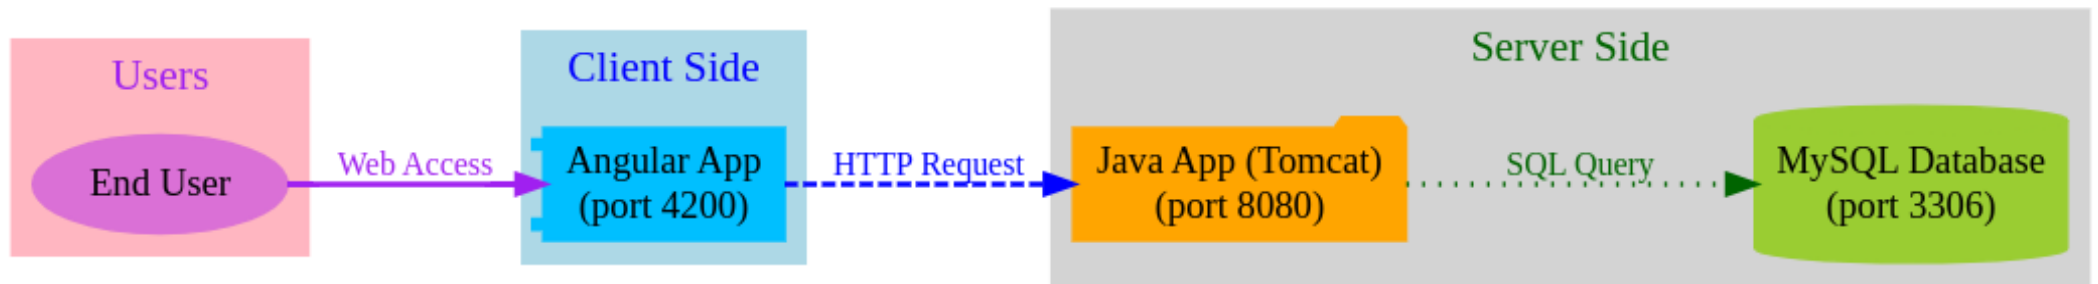 Users
End User
Web Access
Client Side
Angular App
(port 4200)
HTTP Request
Server Side
Java App (Tomcat)
(port 8080)
SQL Query
MySQL Database
(port 3306)